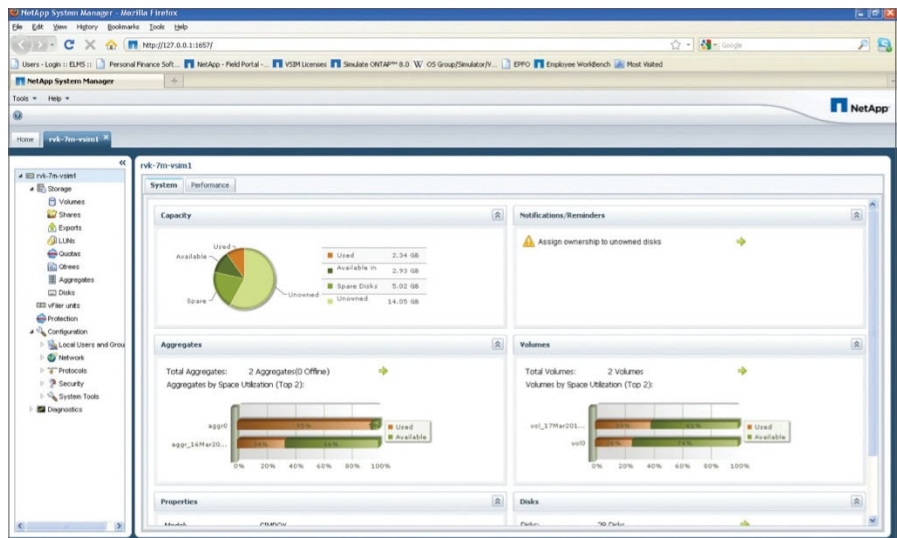 NetApp System Manager - Mozilla Firefox
File Edit View History Bookmarks Tools Help
http://127.0.0.1:1657/
Google
Users - Login :: ELMS :: Personal Finance Soft... NetApp - Field Portal -... VSIM Licenses Simulate ONTAP™ 8.0 OS Group/Simulator/V... EPFO Employee Workbench Most Visited
NetApp System Manager
Tools Help
NetApp
Home rvk-7m-vsim1
rvk-7m-vsim1
Storage
Volumes
Shares
Exports
LUNs
Quotas
Qtrees
Aggregates
Disks
vFiler units
Protection
Configuration
Local Users and Grou
Network
Protocols
Security
System Tools
Diagnostics
rvk-7m-vsim1
System Performance
Capacity
Used
Available
Spare
Unowned
Used 2.34 GB
Available in 2.93 GB
Spare Disks 5.02 GB
Unowned 14.05 GB
Notifications/Reminders
Assign ownership to unowned disks
Aggregates
Total Aggregates: 2 Aggregates(0 Offline)
Aggregates by Space Utilization (Top 2):
aggr0 95%
aggr_16Mar20...
Used
Available
0% 20% 40% 60% 80% 100%
Volumes
Total Volumes: 2 Volumes
Volumes by Space Utilization (Top 2):
vol_17Mar201...
vol0
Used
Available
0% 20% 40% 60% 80% 100%
Properties
Disks